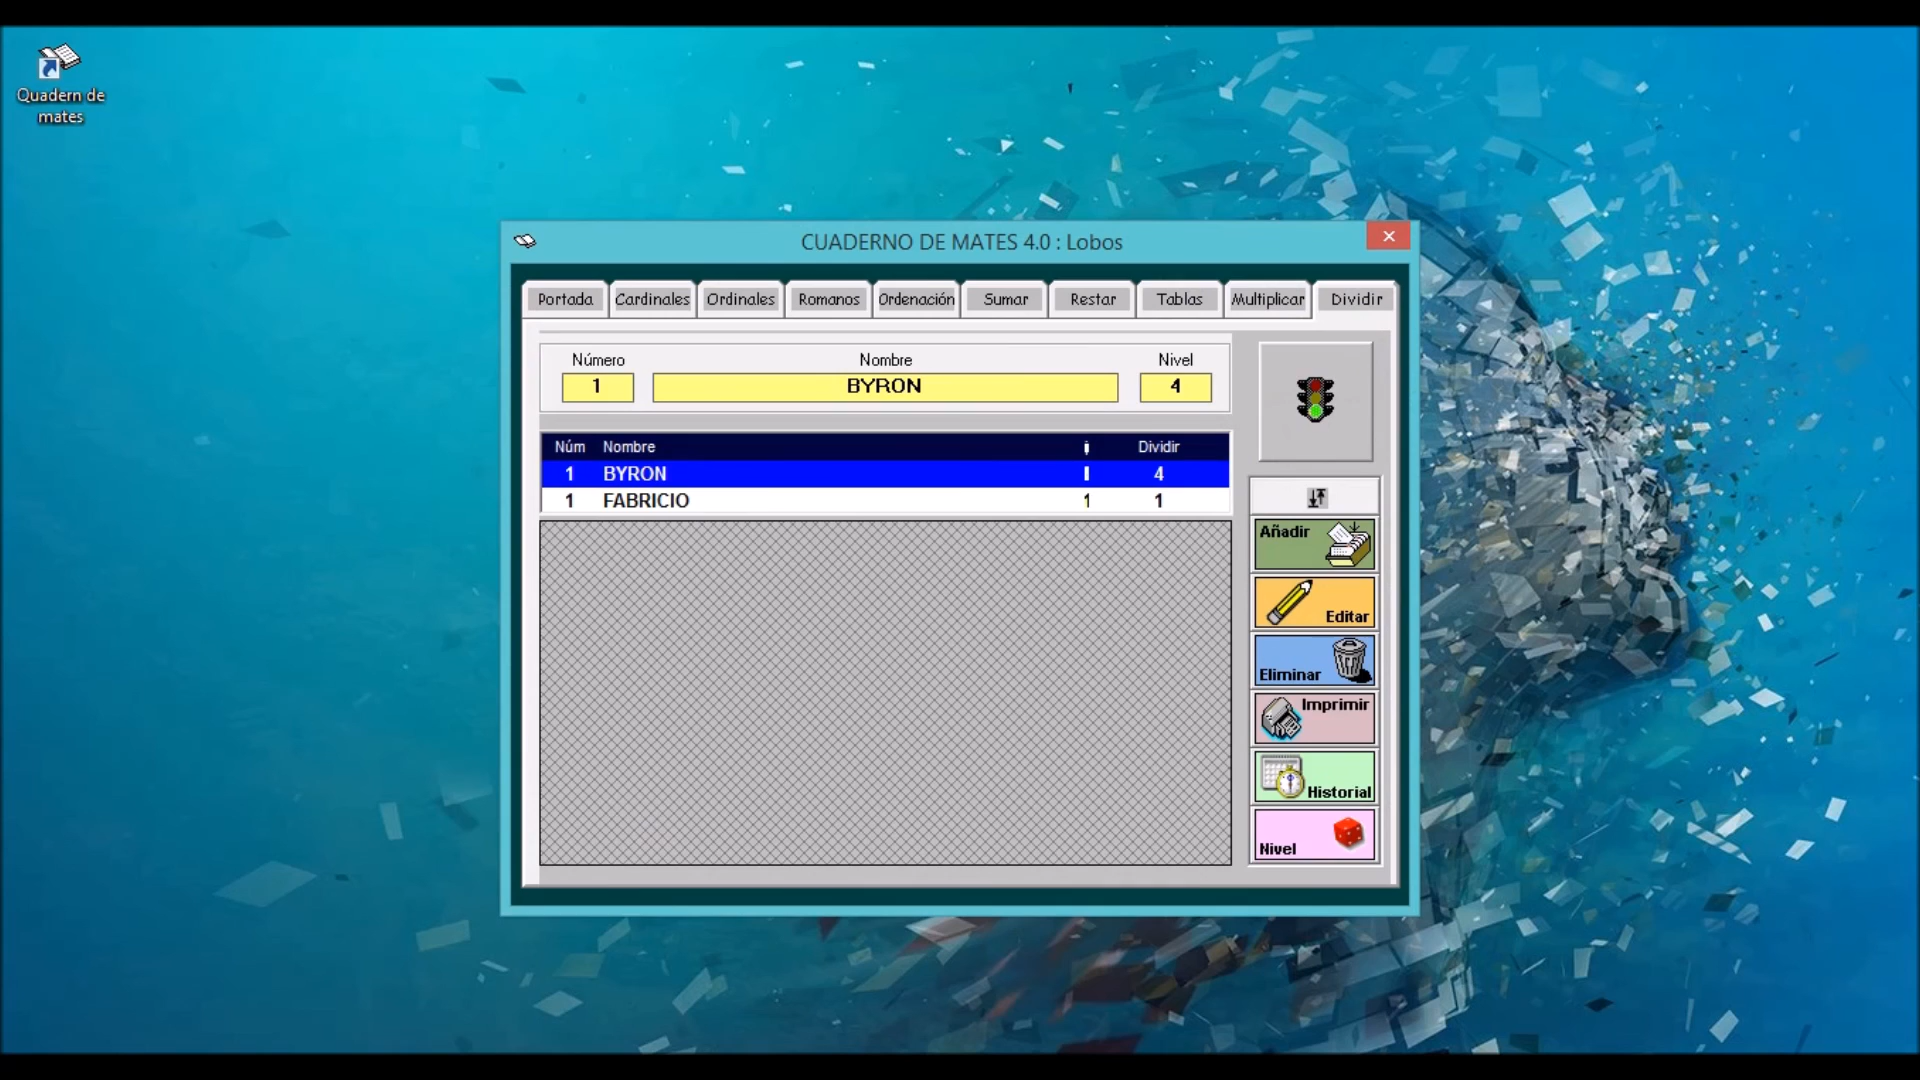 Quadern de
mates
CUADERNO DE MATES 4.0 : Lobos
Portada Cardinales Ordinales Romanos Ordenación Sumar Restar Tablas Multiplicar Dividir
Número Nombre Nivel
1 BYRON 4
Núm Nombre Dividir
1 BYRON 4
1 FABRICIO 1 1
Añadir
Editar
Eliminar
Imprimir
Historial
Nivel